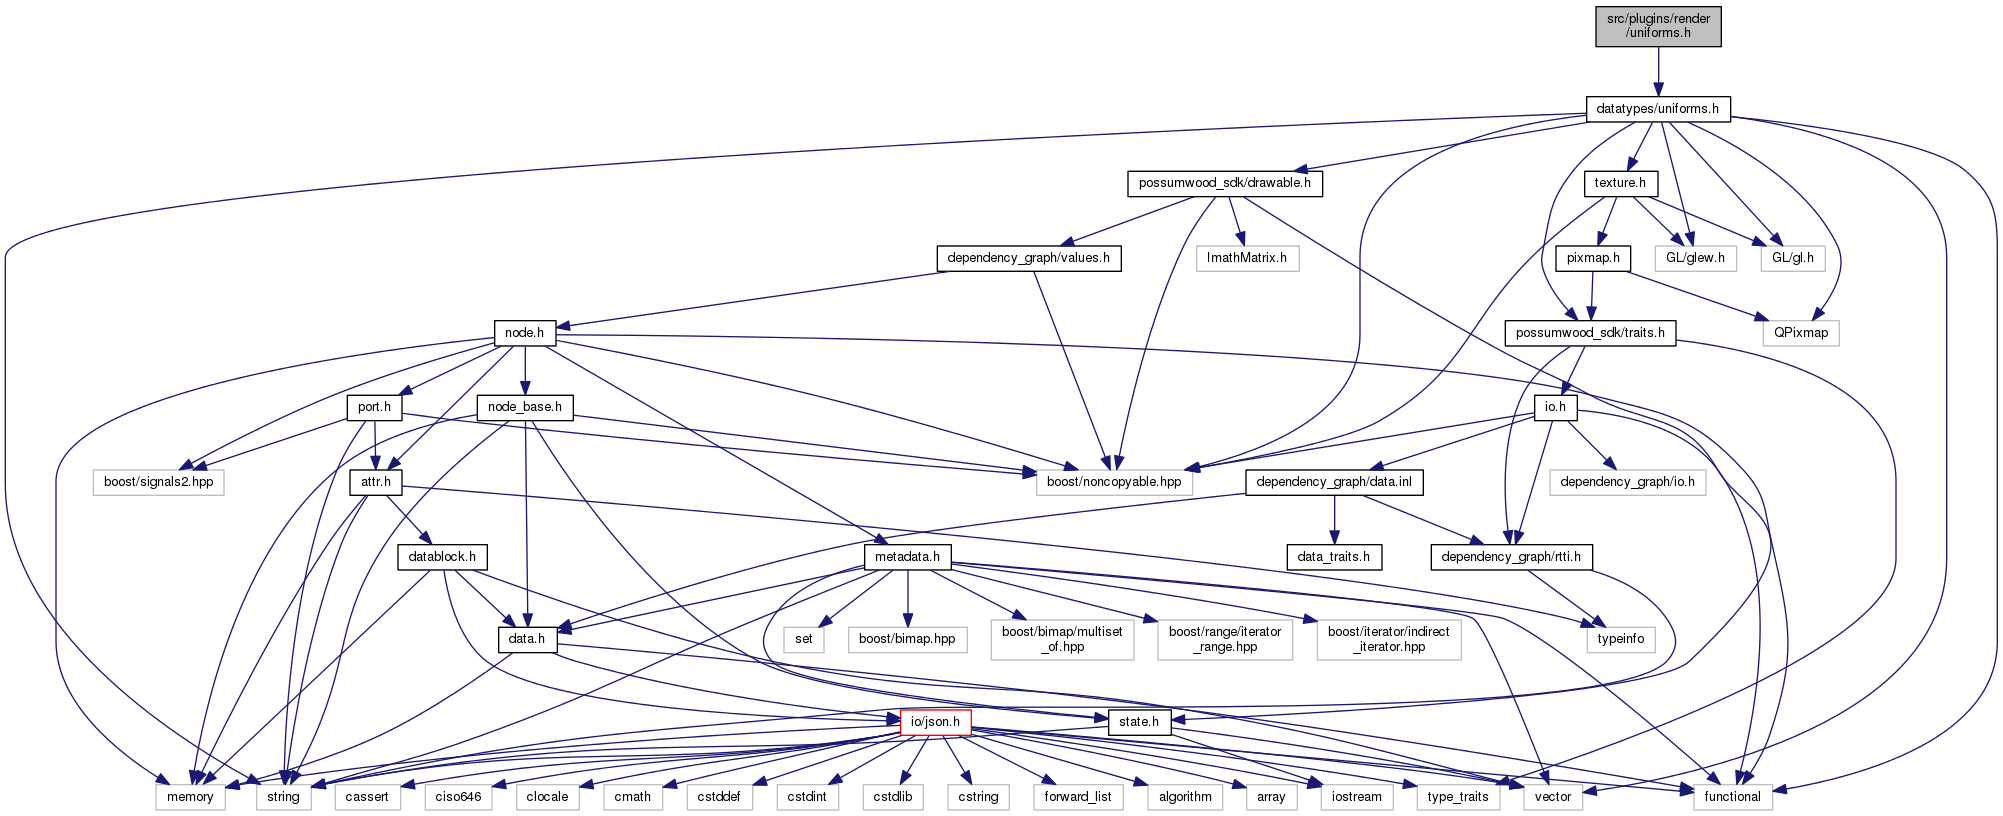 src/plugins/render
/uniforms.h
datatypes/uniforms.h
possumwood_sdk/drawable.h
texture.h
dependency_graph/values.h
ImathMatrix.h
pixmap.h
GL/glew.h
GL/gl.h
node.h
possumwood_sdk/traits.h
QPixmap
port.h
node_base.h
io.h
boost/signals2.hpp
attr.h
boost/noncopyable.hpp
dependency_graph/data.inl
dependency_graph/io.h
datablock.h
metadata.h
data_traits.h
dependency_graph/rtti.h
data.h
set
boost/bimap.hpp
boost/bimap/multiset
_of.hpp
boost/range/iterator
_range.hpp
boost/iterator/indirect
_iterator.hpp
typeinfo
io/json.h
state.h
memory
string
cassert
ciso646
clocale
cmath
cstddef
cstdint
cstdlib
cstring
forward_list
algorithm
array
iostream
type_traits
vector
functional